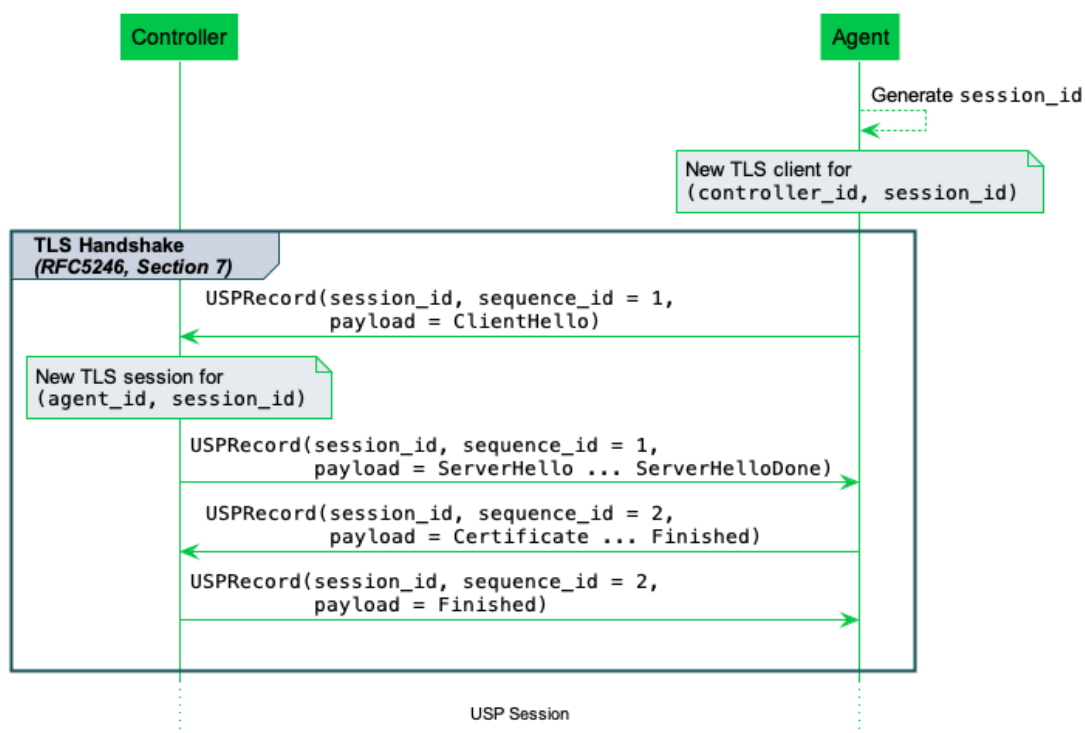 Controller
Agent
Generate session_id
New TLS client for
(controller_id, session_id)
TLS Handshake
(RFC5246, Section 7)
USPRecord(session_id, sequence_id = 1,
payload = ClientHello)
New TLS session for
(agent_id, session_id)
USPRecord(session_id, sequence_id = 1,
payload = ServerHello ... ServerHelloDone)
USPRecord(session_id, sequence_id = 2,
payload = Certificate ... Finished)
USPRecord(session_id, sequence_id = 2,
payload = Finished)
USP Session